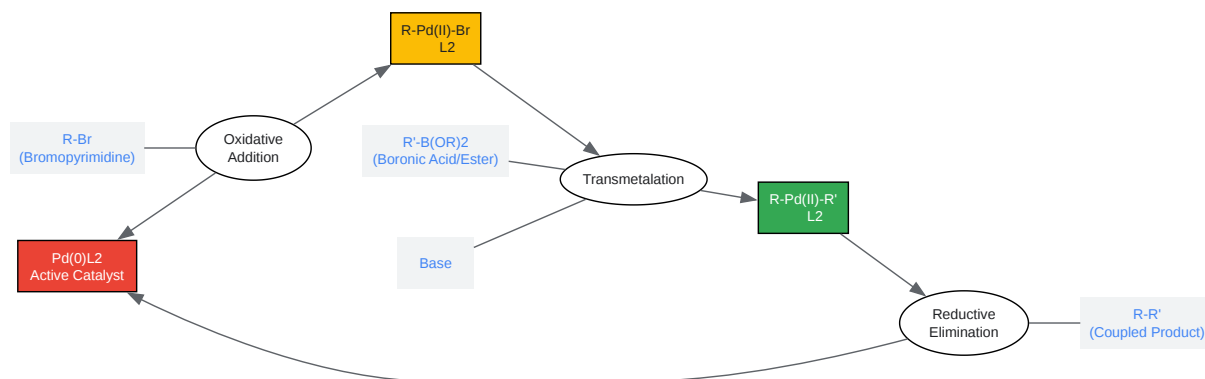 R-Pd(II)-Br
L2
R-Br
(Bromopyrimidine)
Oxidative
Addition
R'-B(OR)2
(Boronic Acid/Ester)
Transmetalation
R-Pd(II)-R'
L2
Pd(0)L2
Active Catalyst
Base
Reductive
Elimination
R-R'
(Coupled Product)